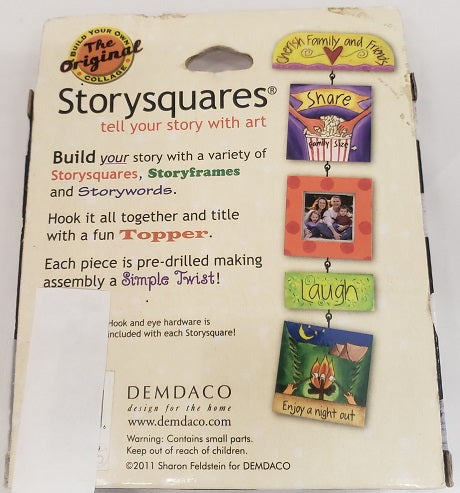 BUILD YOUR OWN
The
Original
COLLAGE
Storysquares®
tell your story with art
Build your story with a variety of
Storysquares, Storyframes
and Storywords.
Hook it all together and title
with a fun Topper.
Each piece is pre-drilled making
assembly a Simple Twist!
Hook and eye hardware is
included with each Storysquare!
DEMDACO
design for the home
www.demdaco.com
Warning: Contains small parts.
Keep out of reach of children.
©2011 Sharon Feldstein for DEMDACO
Cherish Family and Friends
Share
family size
Laugh
Enjoy a night out